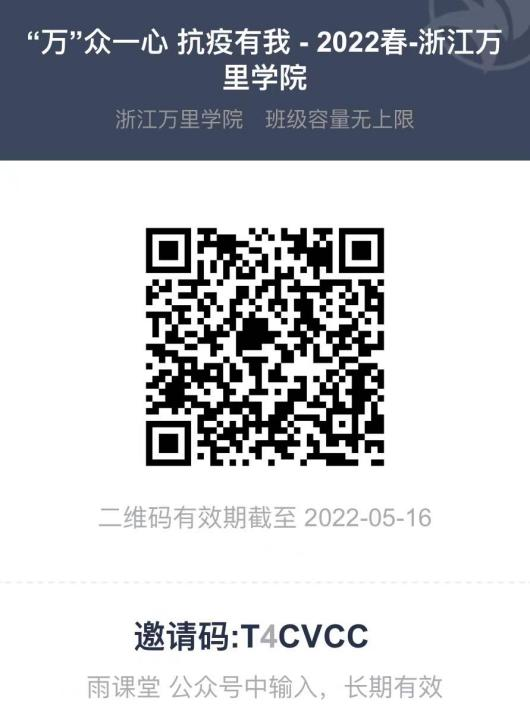 “万”众一心 抗疫有我 - 2022春-浙江万
里学院
浙江万里学院 班级容量无上限
二维码有效期截至 2022-05-16
邀请码:T4CVCC
雨课堂 公众号中输入，长期有效